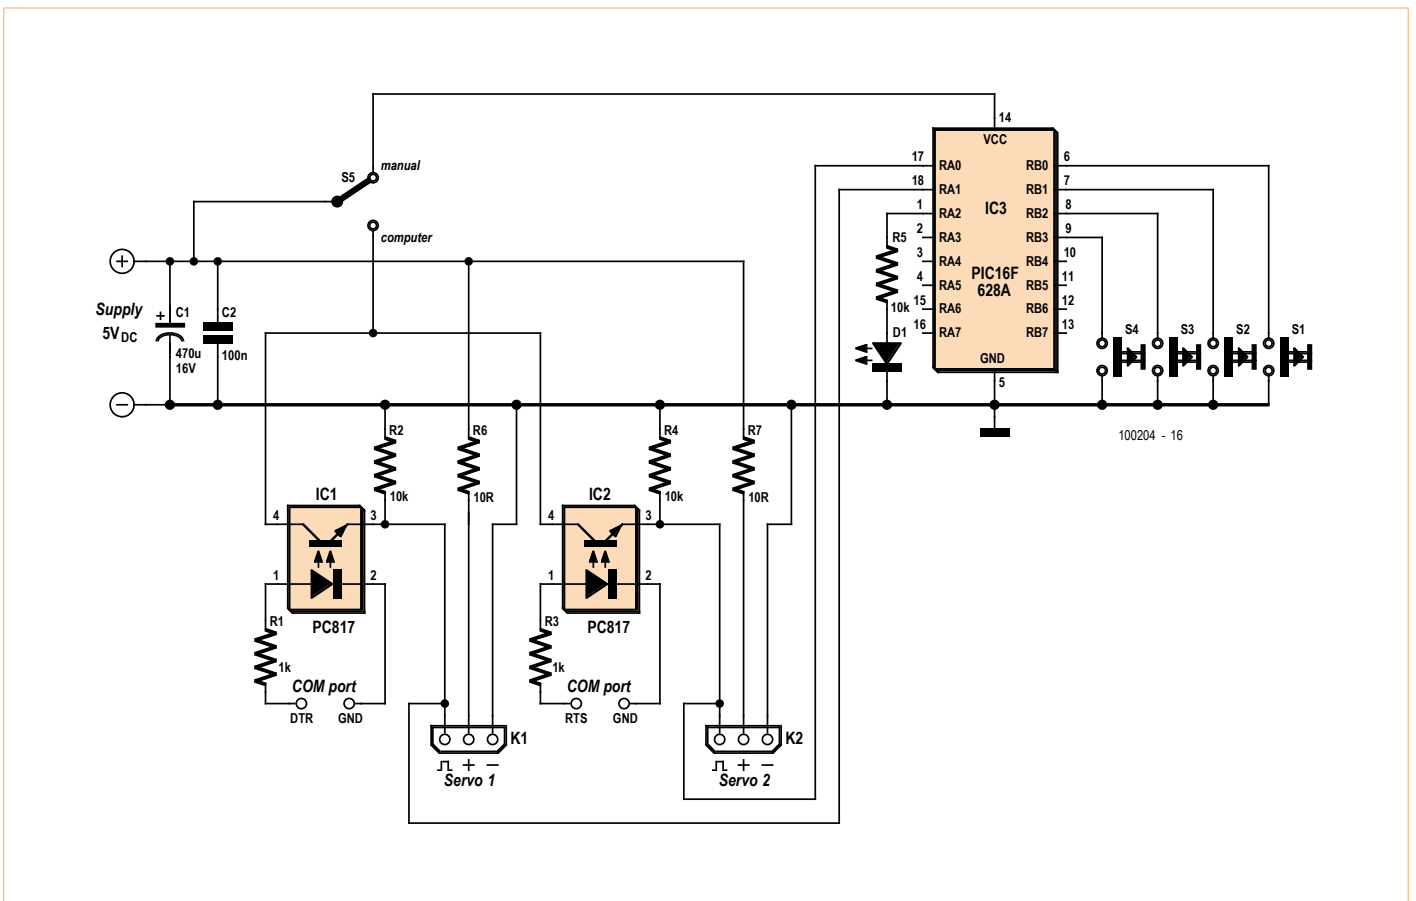 14
VCC
17
RA0
RB0
6
18
RA1
RB1
7
1
RA2
IC3
RB2
8
2
RA3
RB3
9
3
RA4
RB4
10
4
RA5
PIC16F
628A
RB5
11
15
RA6
RB6
12
16
RA7
RB7
13
GND
5
manual
S5
computer
+
Supply
5VDC
+
C1
470u
16V
C2
100n
−
R5
10k
D1
S4
S3
S2
S1
100204 - 16
R2
10k
R6
10R
R4
10k
R7
10R
IC1
4
3
1
2
PC817
R1
1k
COM port
DTR
GND
IC2
4
3
1
2
PC817
R3
1k
COM port
RTS
GND
K1
+ −
Servo 1
K2
+ −
Servo 2